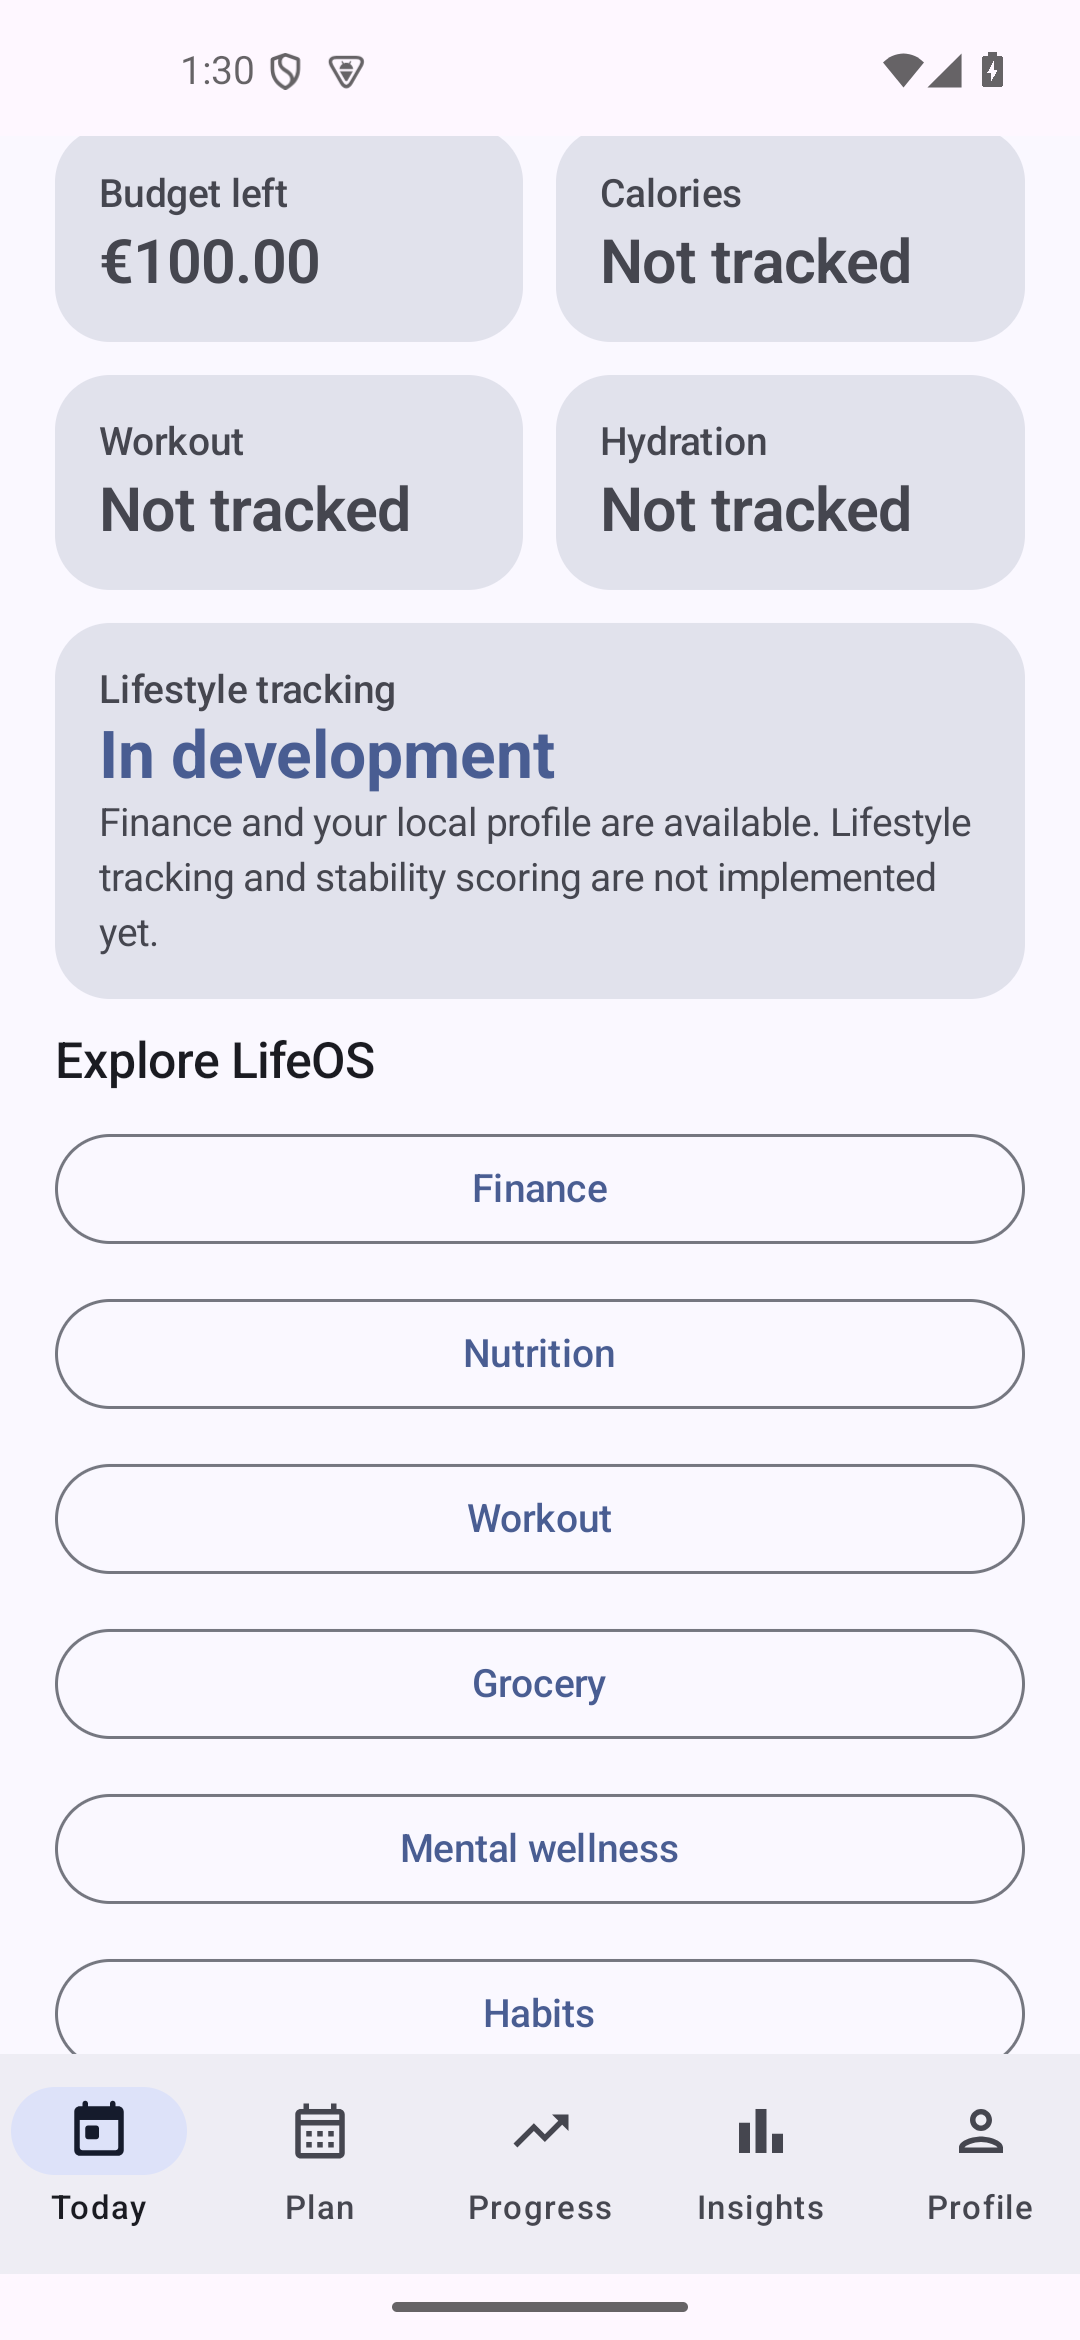 1:30
Budget left
€100.00
Calories
Not tracked
Workout
Not tracked
Hydration
Not tracked
Lifestyle tracking
In development
Finance and your local profile are available. Lifestyle
tracking and stability scoring are not implemented
yet.
Explore LifeOS
Finance
Nutrition
Workout
Grocery
Mental wellness
Habits
Today
Plan
Progress
Insights
Profile